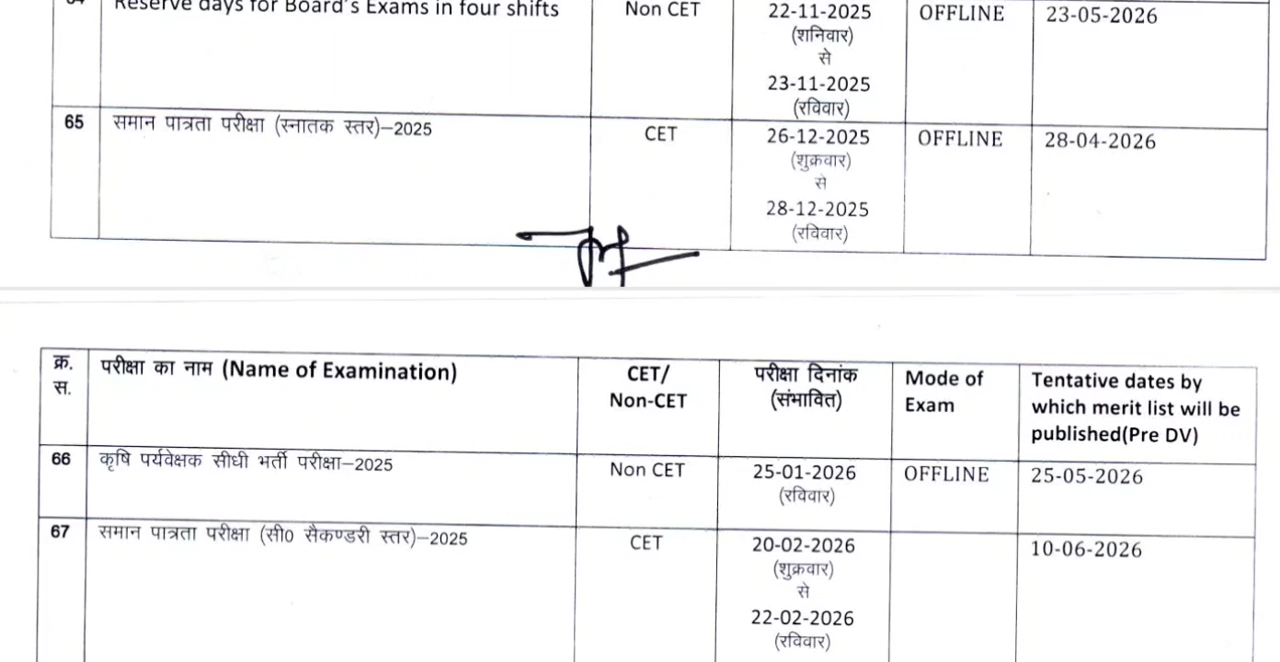 Reserve days for Board's Exams in four shifts
Non CET
22-11-2025
(शनिवार)
से
23-11-2025
(रविवार)
OFFLINE
23-05-2026
65
समान पात्रता परीक्षा (स्नातक स्तर)–2025
CET
26-12-2025
(शुक्रवार)
से
28-12-2025
(रविवार)
OFFLINE
28-04-2026
क्र.
स.
परीक्षा का नाम (Name of Examination)
CET/
Non-CET
परीक्षा दिनांक
(संभावित)
Mode of
Exam
Tentative dates by
which merit list will be
published(Pre DV)
66
कृषि पर्यवेक्षक सीधी भर्ती परीक्षा–2025
Non CET
25-01-2026
(रविवार)
OFFLINE
25-05-2026
67
समान पात्रता परीक्षा (सी0 सैकण्डरी स्तर)–2025
CET
20-02-2026
(शुक्रवार)
से
22-02-2026
(रविवार)
10-06-2026